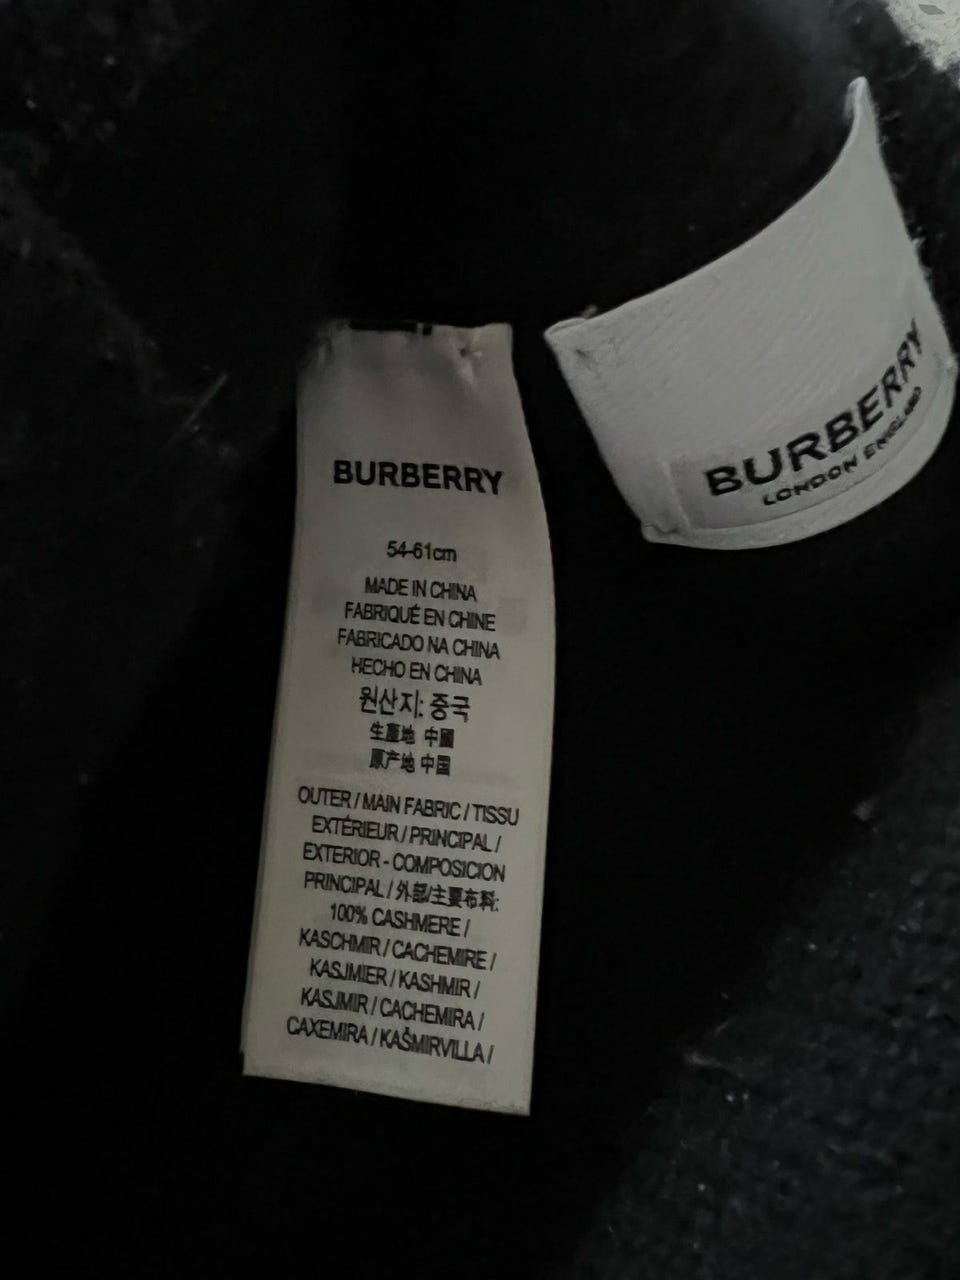 BURBERRY
54-61cm
MADE IN CHINA
FABRIQUÉ EN CHINE
FABRICADO NA CHINA
HECHO EN CHINA
원산지: 중국
生產地 中國
原产地 中国
OUTER / MAIN FABRIC / TISSU
EXTÉRIEUR / PRINCIPAL /
EXTERIOR - COMPOSICION
PRINCIPAL / 外部/主要布料:
100% CASHMERE /
KASCHMIR / CACHEMIRE /
KASJMIER / KASHMIR /
KASJMIR / CACHEMIRA /
CAXEMIRA / KAŠMIRVILLA /
BURBERRY
LONDON ENGLAND